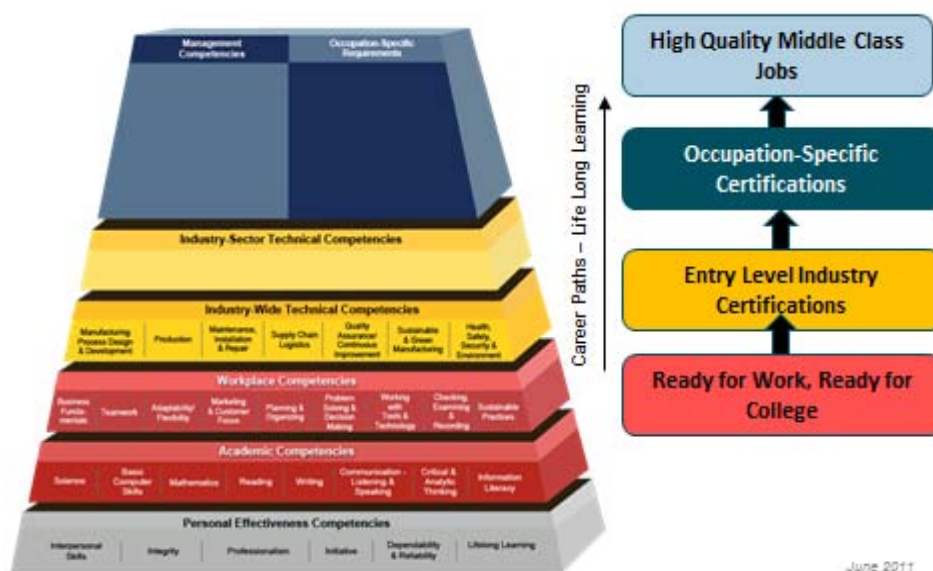 Management
Competencies
Occupation-Specific
Requirements
Industry-Sector Technical Competencies
Industry-Wide Technical Competencies
Manufacturing
Process Design
& Development
Production
Maintenance,
Installation
& Repair
Supply Chain
Logistics
Quality
Assurance/
Continuous
Improvement
Sustainable
& Green
Manufacturing
Health,
Safety,
Security &
Environment
Workplace Competencies
Business
Funda-
mentals
Teamwork
Adaptability/
Flexibility
Marketing
& Customer
Focus
Planning &
Organizing
Problem
Solving &
Decision
Making
Working
with
Tools &
Technology
Checking,
Examining
&
Recording
Sustainable
Practices
Academic Competencies
Science
Basic
Computer
Skills
Mathematics
Reading
Writing
Communication -
Listening &
Speaking
Critical &
Analytic
Thinking
Information
Literacy
Personal Effectiveness Competencies
Interpersonal
Skills
Integrity
Professionalism
Initiative
Dependability
& Reliability
Lifelong Learning
Career Paths – Life Long Learning
High Quality Middle Class
Jobs
Occupation-Specific
Certifications
Entry Level Industry
Certifications
Ready for Work, Ready for
College
June 2011